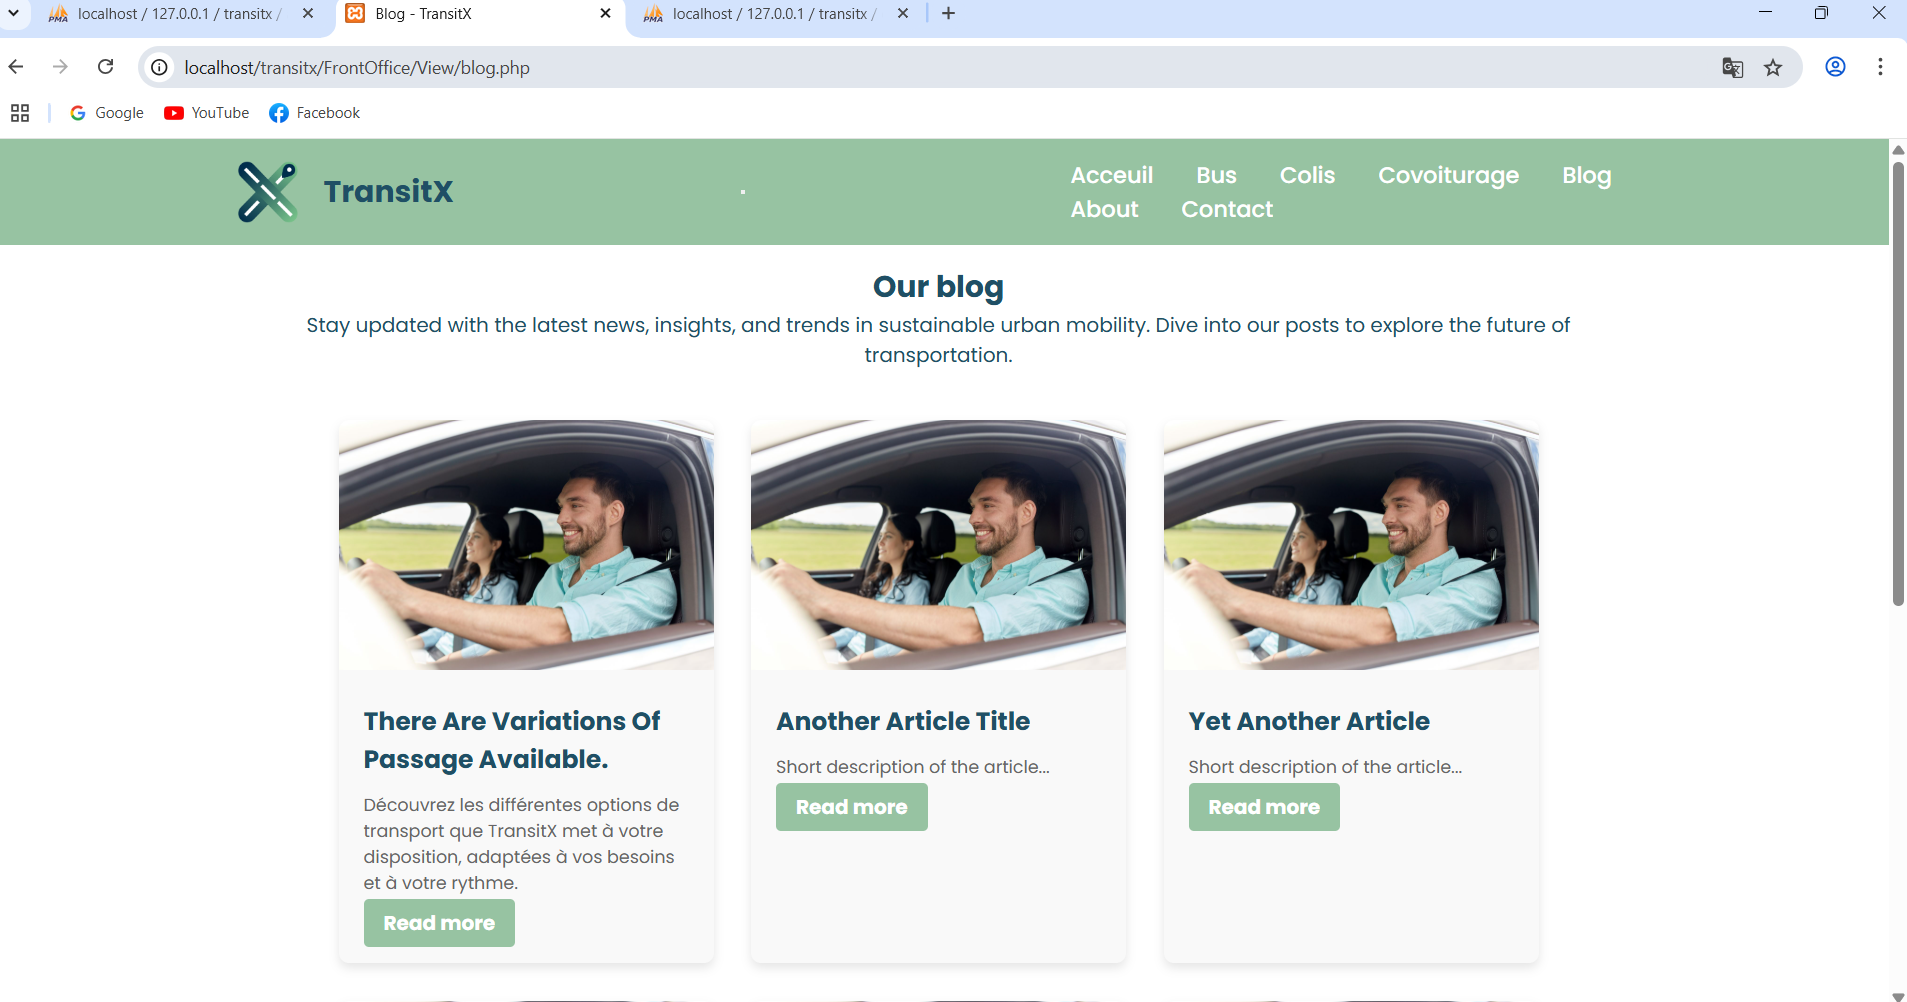 localhost / 127.0.0.1 / transitx /
Blog - TransitX
localhost / 127.0.0.1 / transitx /
localhost/transitx/FrontOffice/View/blog.php
Google YouTube Facebook
TransitX
Acceuil Bus Colis Covoiturage Blog
About Contact
Our blog
Stay updated with the latest news, insights, and trends in sustainable urban mobility. Dive into our posts to explore the future of
transportation.
There Are Variations Of
Passage Available.
Découvrez les différentes options de
transport que TransitX met à votre
disposition, adaptées à vos besoins
et à votre rythme.
Read more
Another Article Title
Short description of the article...
Read more
Yet Another Article
Short description of the article...
Read more